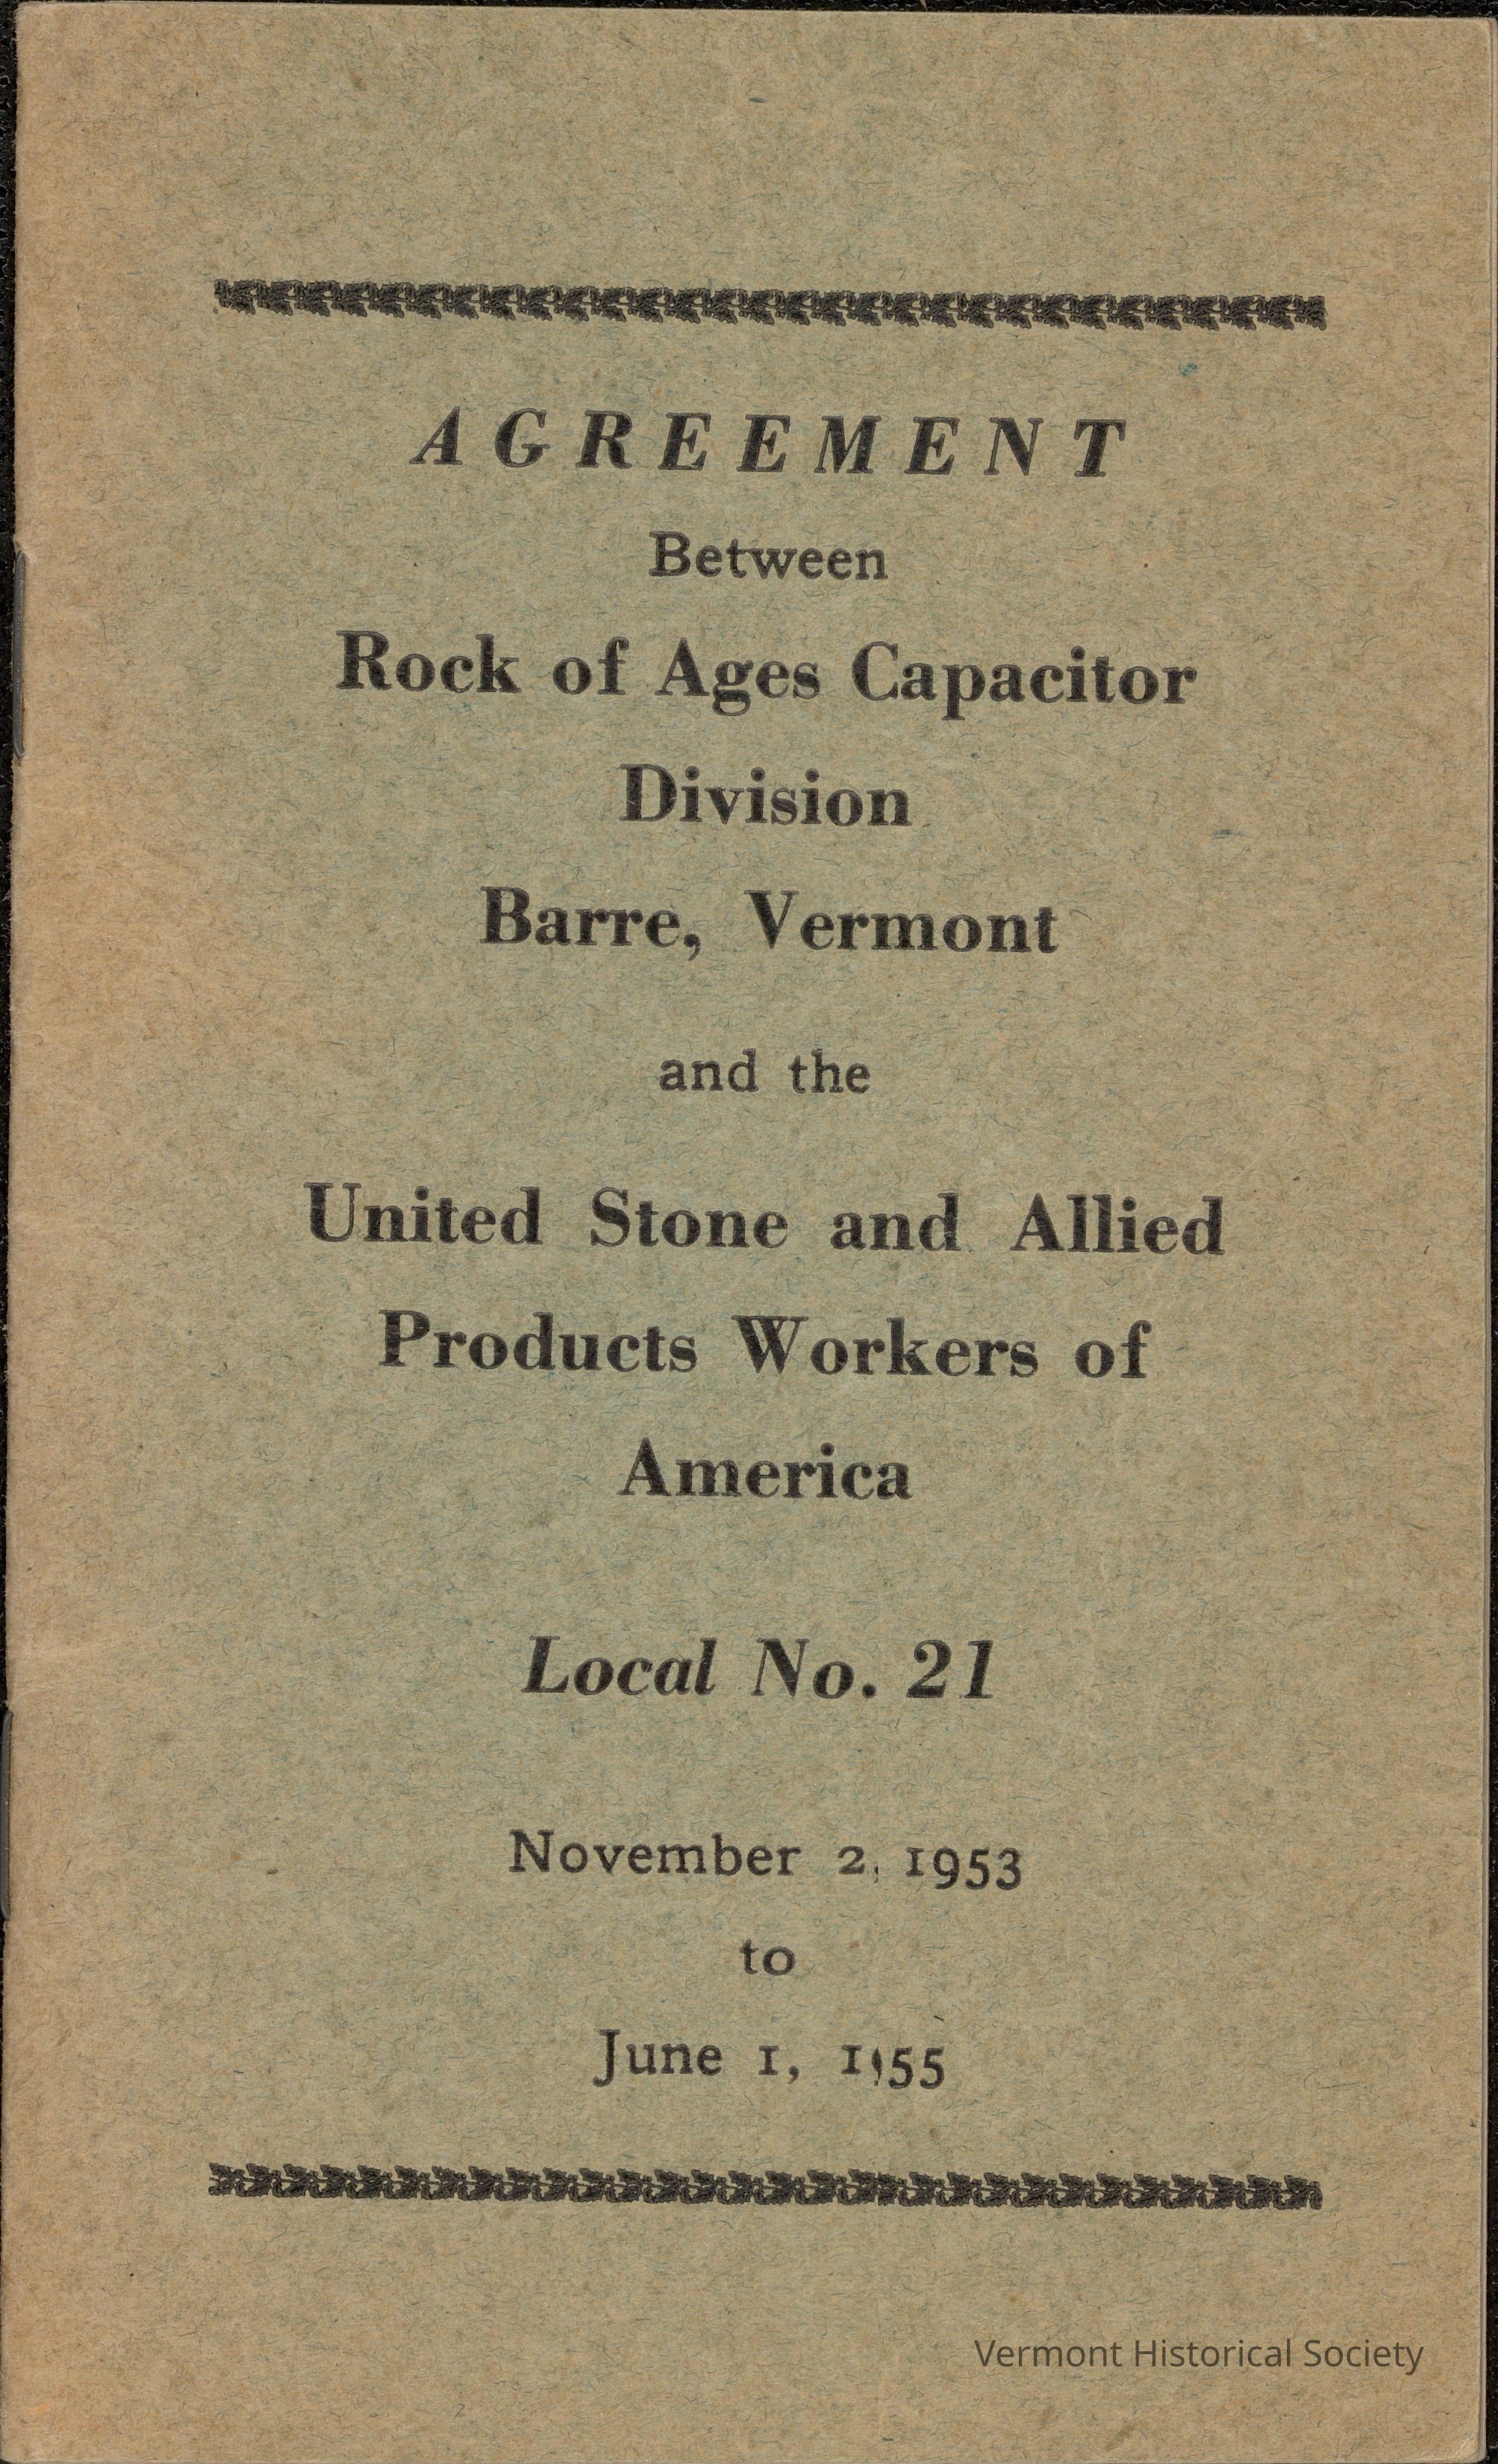 AGREEMENT
Between
Rock of Ages Capacitor
Division
Barre, Vermont
and the
United Stone and Allied
Products Workers of
America
Local No. 21
November 2, 1953
to
June 1, 1955
Vermont Historical Society